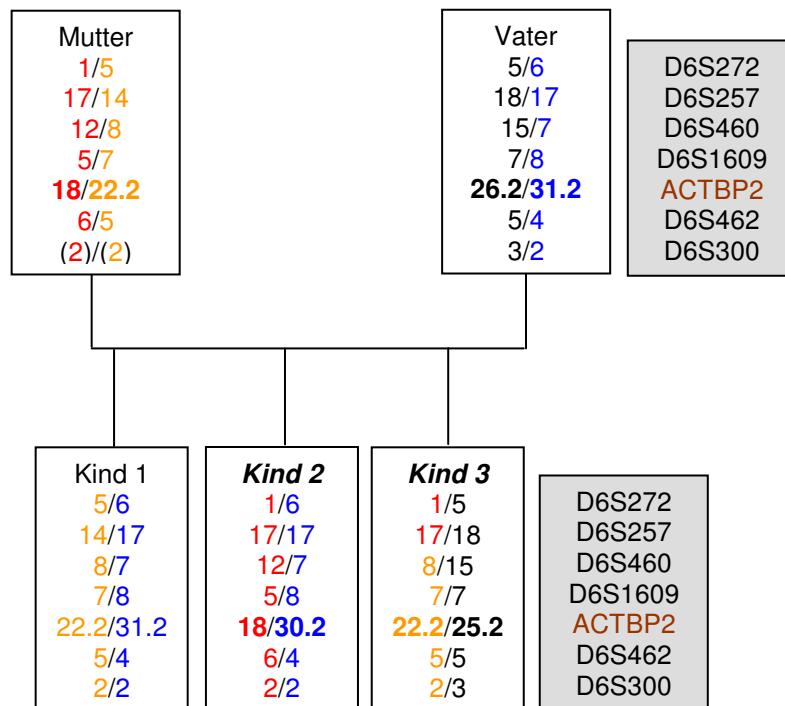 Mutter
1/5
17/14
12/8
5/7
18/22.2
6/5
(2)/(2)
Vater
5/6
18/17
15/7
7/8
26.2/31.2
5/4
3/2
D6S272
D6S257
D6S460
D6S1609
ACTBP2
D6S462
D6S300
Kind 1
5/6
14/17
8/7
7/8
22.2/31.2
5/4
2/2
Kind 2
1/6
17/17
12/7
5/8
18/30.2
6/4
2/2
Kind 3
1/5
17/18
8/15
7/7
22.2/25.2
5/5
2/3
D6S272
D6S257
D6S460
D6S1609
ACTBP2
D6S462
D6S300